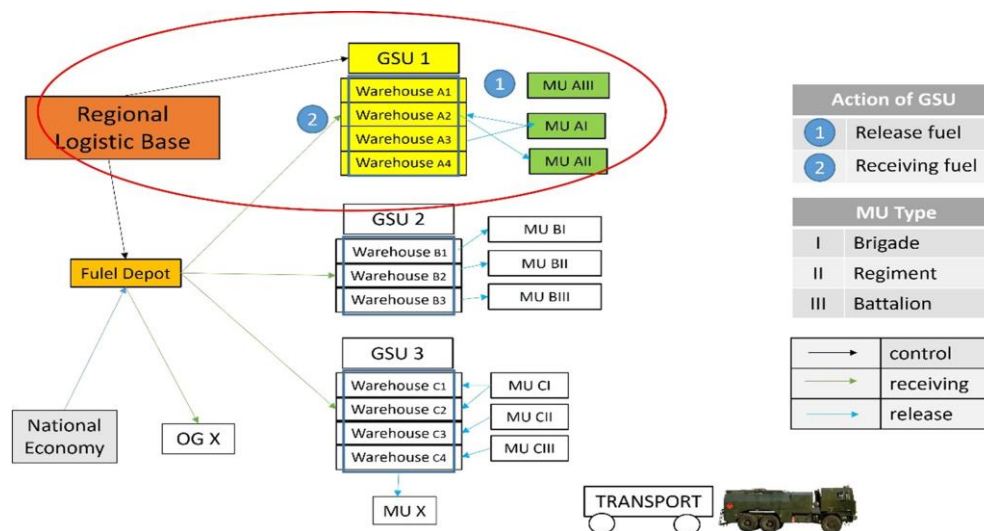 GSU 1
Regional
Logistic Base
Warehouse A1
Warehouse A2
Warehouse A3
Warehouse A4
1
2
MU AIII
MU AI
MU AII
GSU 2
Warehouse B1
Warehouse B2
Warehouse B3
MU BI
MU BII
MU BIII
Fulel Depot
GSU 3
Warehouse C1
Warehouse C2
Warehouse C3
Warehouse C4
MU CI
MU CII
MU CIII
National
Economy
OG X
MU X
TRANSPORT
Action of GSU
1 Release fuel
2 Receiving fuel
MU Type
I Brigade
II Regiment
III Battalion
control
receiving
release